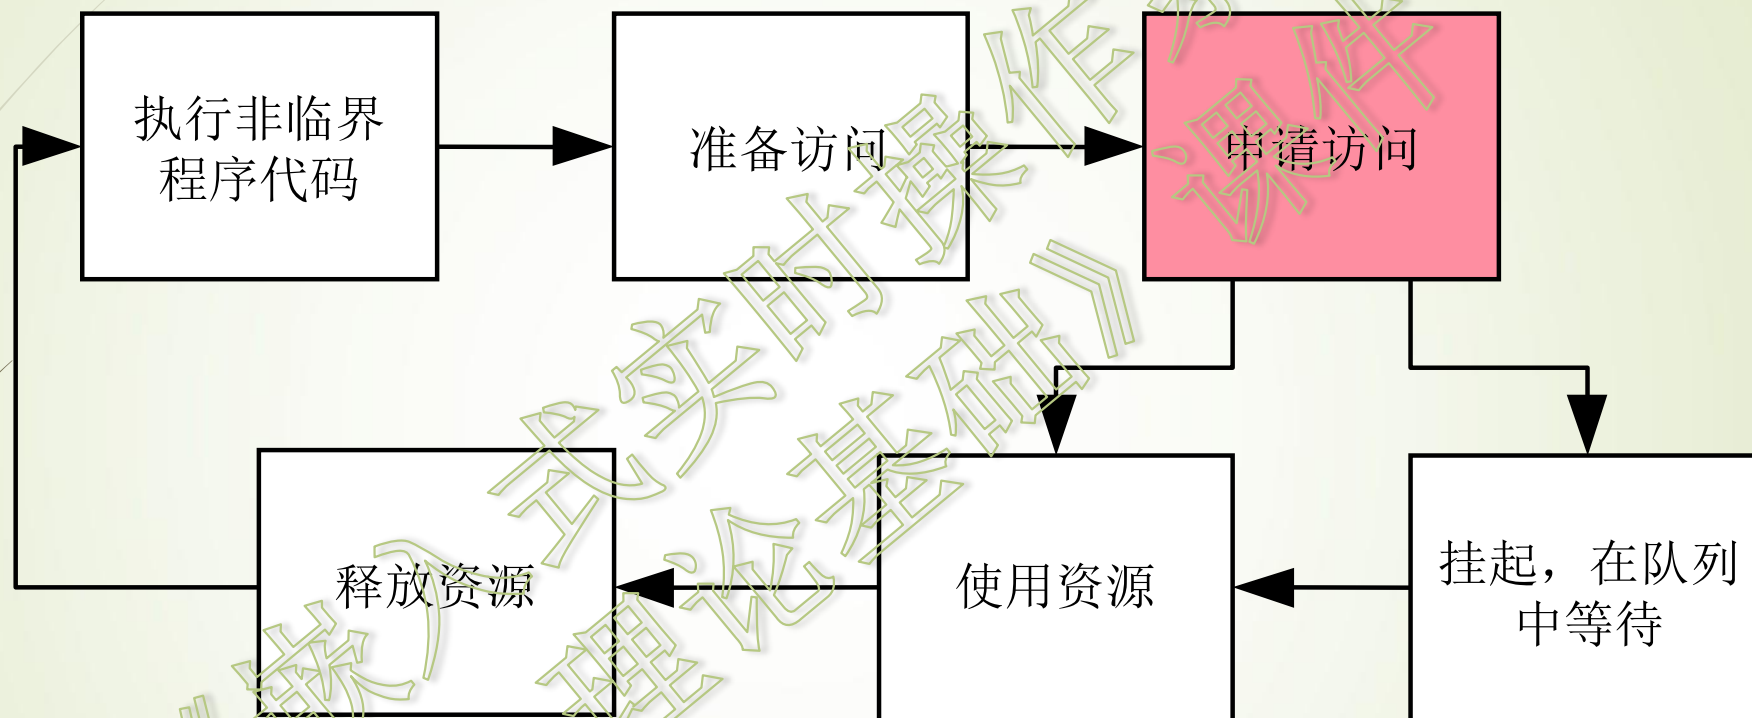 执行非临界
程序代码
准备访问
申请访问
释放资源
使用资源
挂起，在队列
中等待
嵌入式实时操作系
理论基础》课件